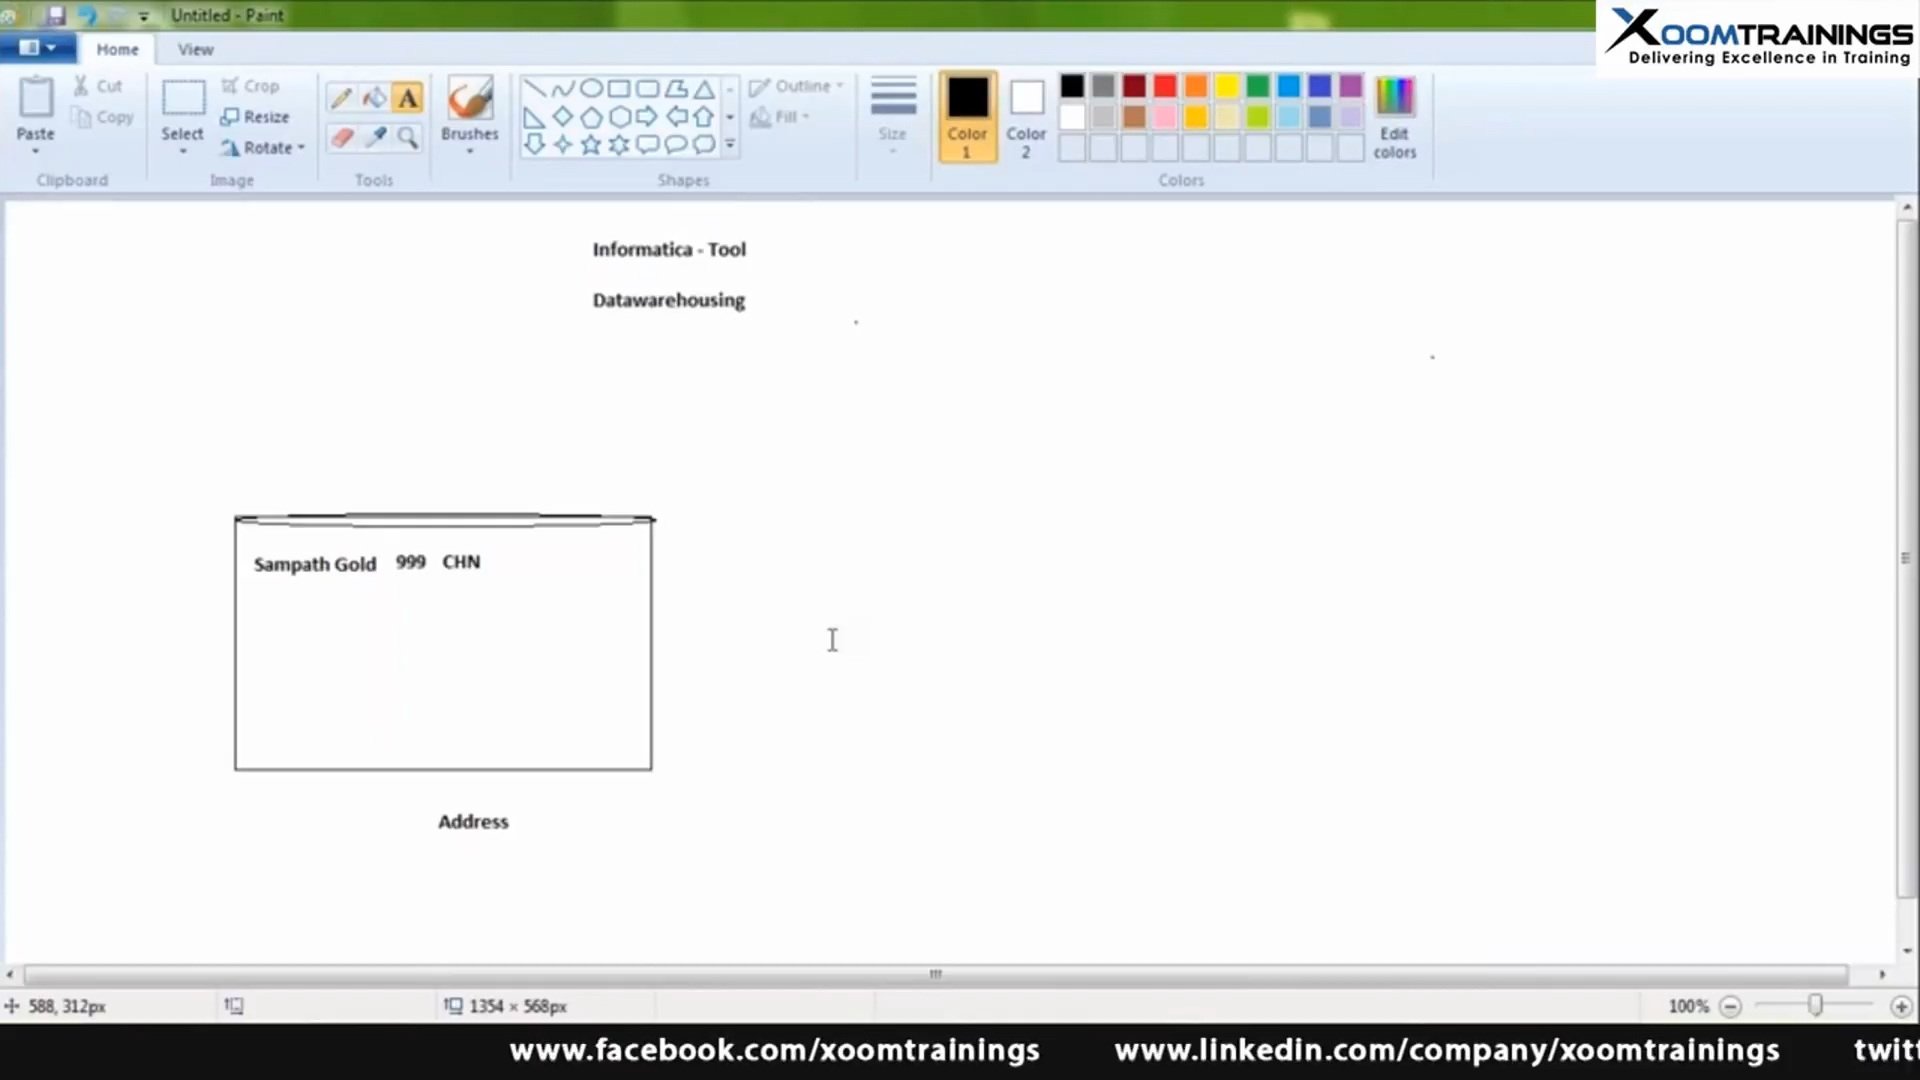 Untitled - Paint
XOOMTRAININGS
Delivering Excellence in Training
Home View
Paste
Cut
Copy
Clipboard
Select
Crop
Resize
Rotate
Image
A
Tools
Brushes
Shapes
Outline
Fill
Size
Color 1
Color 2
Edit colors
Colors
Informatica - Tool
Datawarehousing
Sampath Gold 999 CHN
Address
588, 312px
1354 × 568px
100%
www.facebook.com/xoomtrainings www.linkedin.com/company/xoomtrainings twitt